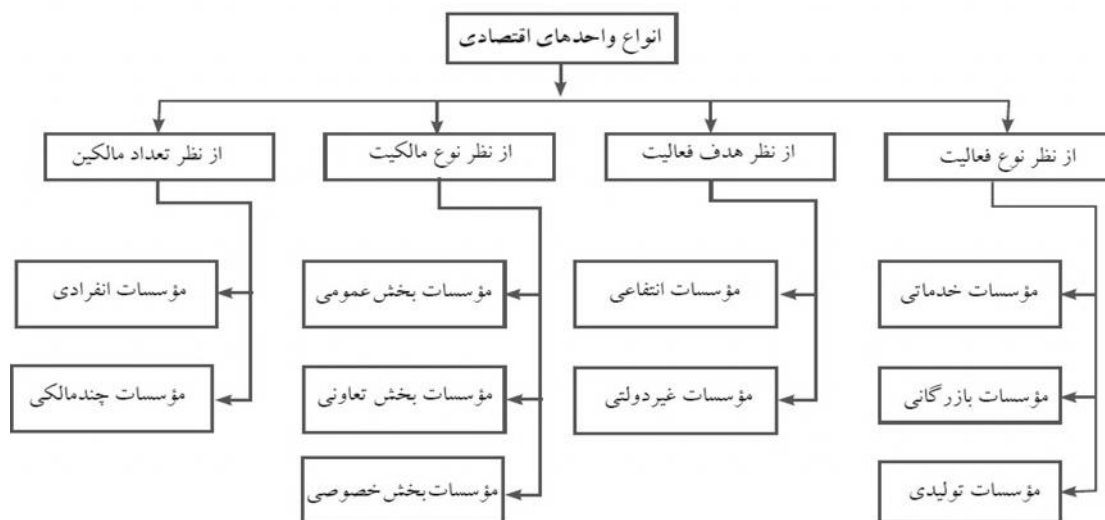 انواع واحدهای اقتصادی
از نظر نوع فعالیت
از نظر هدف فعالیت
از نظر نوع مالکیت
از نظر تعداد مالکین
مؤسسات خدماتی
مؤسسات انتفاعی
مؤسسات بخش عمومی
مؤسسات انفرادی
مؤسسات بازرگانی
مؤسسات غیردولتی
مؤسسات بخش تعاونی
مؤسسات چندمالکی
مؤسسات تولیدی
مؤسسات بخش خصوصی